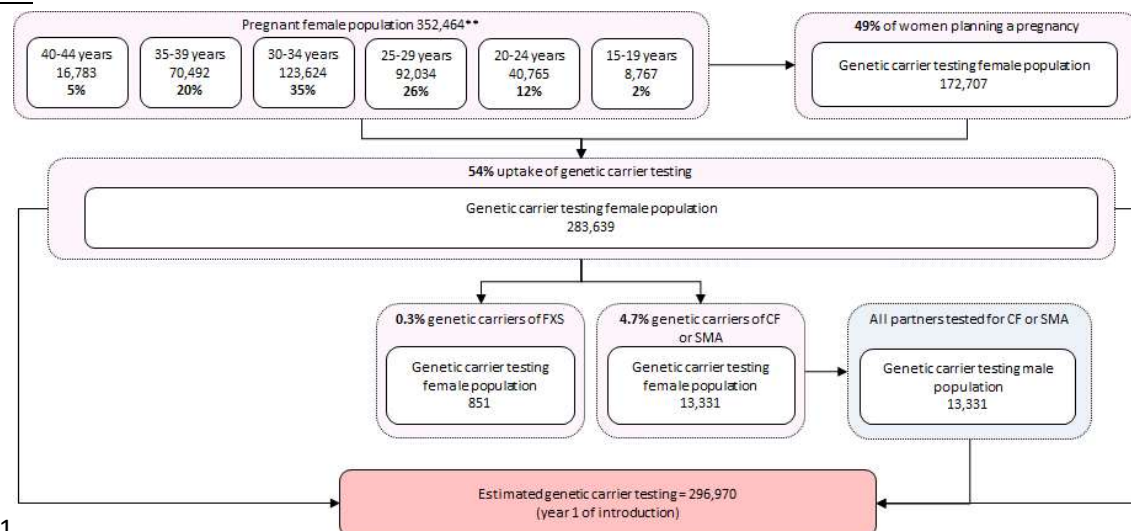 Pregnant female population 352,464**
40-44 years
16,783
5%
35-39 years
70,492
20%
30-34 years
123,624
35%
25-29 years
92,034
26%
20-24 years
40,765
12%
15-19 years
8,767
2%
49% of women planning a pregnancy
Genetic carrier testing female population
172,707
54% uptake of genetic carrier testing
Genetic carrier testing female population
283,639
0.3% genetic carriers of FXS
Genetic carrier testing
female population
851
4.7% genetic carriers of CF
or SMA
Genetic carrier testing
female population
13,331
All partners tested for CF or SMA
Genetic carrier testing male
population
13,331
Estimated genetic carrier testing = 296,970
(year 1 of introduction)
1